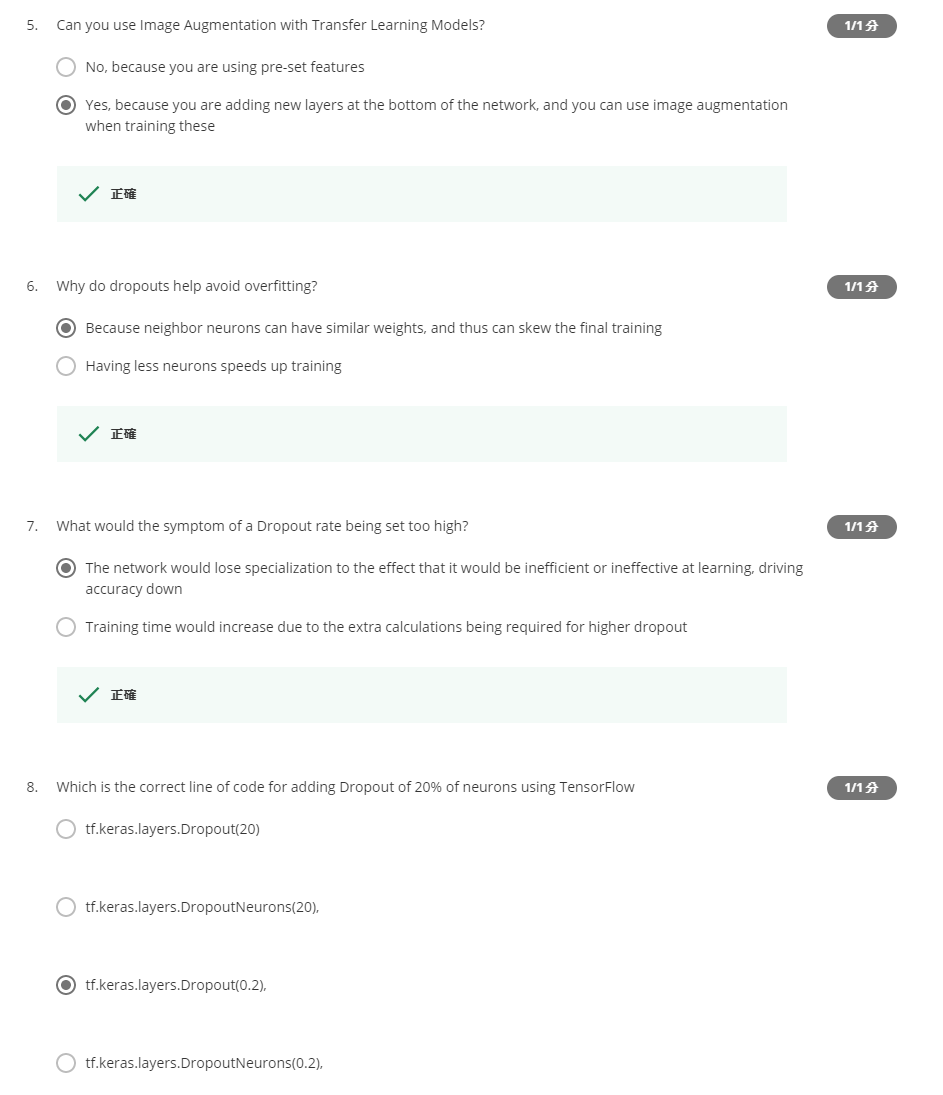 5. Can you use Image Augmentation with Transfer Learning Models?
1/1 分
No, because you are using pre-set features
Yes, because you are adding new layers at the bottom of the network, and you can use image augmentation
when training these
正確
6. Why do dropouts help avoid overfitting?
1/1 分
Because neighbor neurons can have similar weights, and thus can skew the final training
Having less neurons speeds up training
正確
7. What would the symptom of a Dropout rate being set too high?
1/1 分
The network would lose specialization to the effect that it would be inefficient or ineffective at learning, driving
accuracy down
Training time would increase due to the extra calculations being required for higher dropout
正確
8. Which is the correct line of code for adding Dropout of 20% of neurons using TensorFlow
1/1 分
tf.keras.layers.Dropout(20)
tf.keras.layers.DropoutNeurons(20),
tf.keras.layers.Dropout(0.2),
tf.keras.layers.DropoutNeurons(0.2),